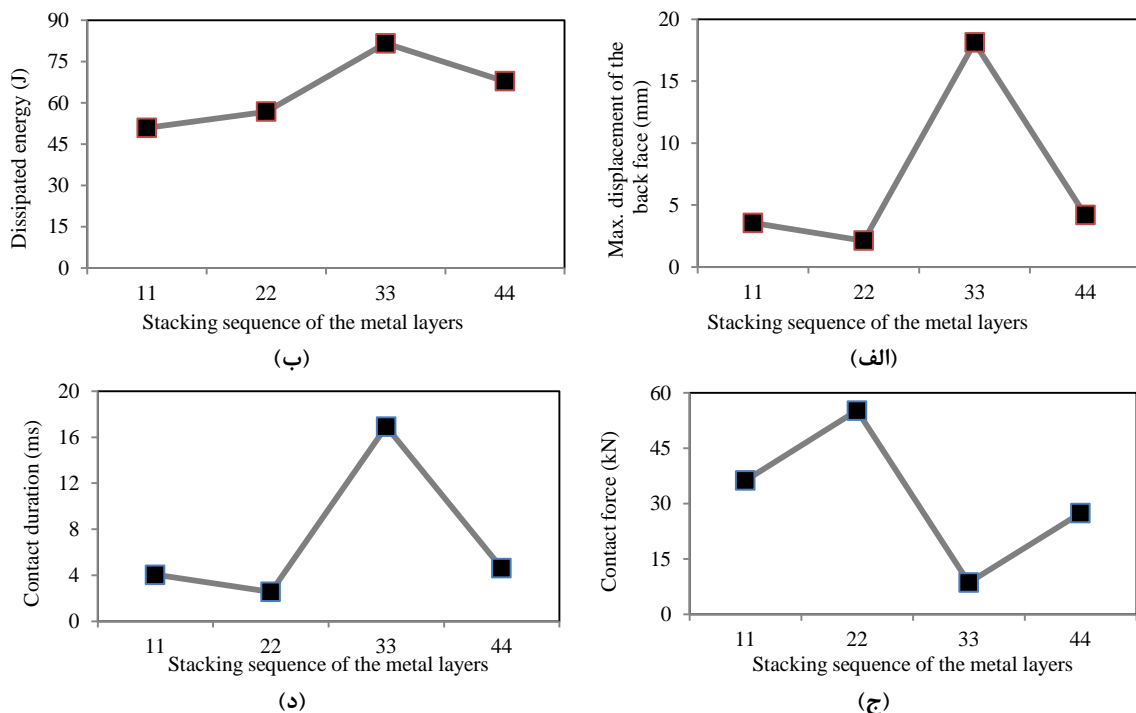 Dissipated energy (J)
90
75
60
45
30
15
0
11 22 33 44
Stacking sequence of the metal layers
(ب)
Max. displacement of the
back face (mm)
20
15
10
5
0
11 22 33 44
Stacking sequence of the metal layers
(الف)
Contact duration (ms)
20
16
12
8
4
0
11 22 33 44
Stacking sequence of the metal layers
(د)
Contact force (kN)
60
45
30
15
0
11 22 33 44
Stacking sequence of the metal layers
(ج)